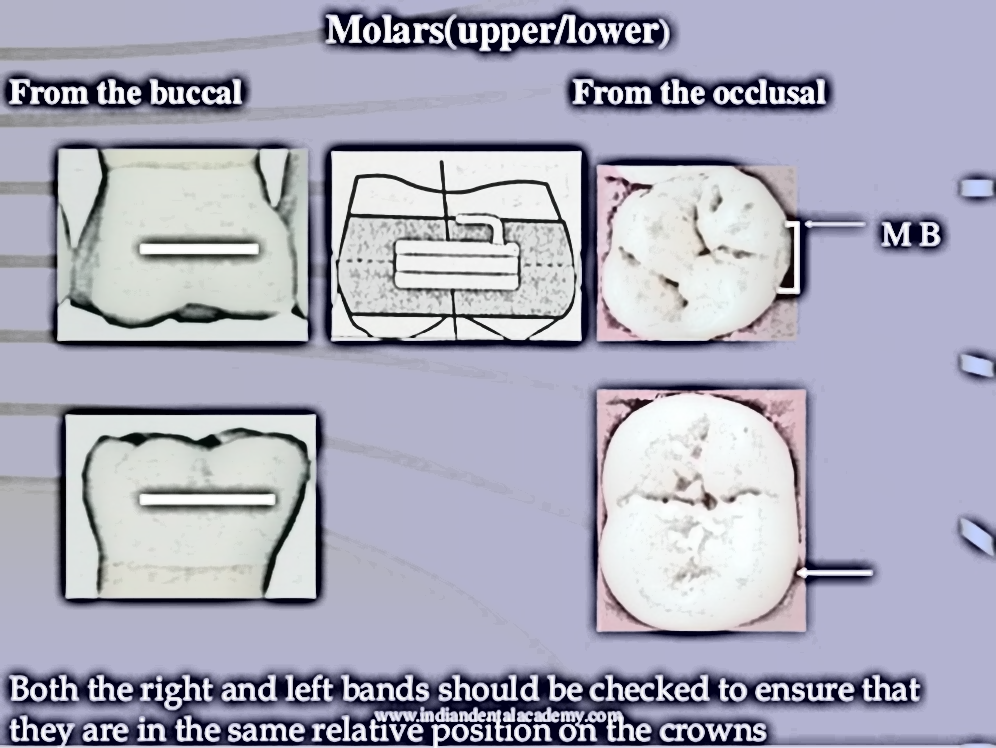 Molars(upper/lower)
From the buccal
From the occlusal
M B
Both the right and left bands should be checked to ensure that
they are in the same relative position on the crowns
www.indiandentalacademy.com